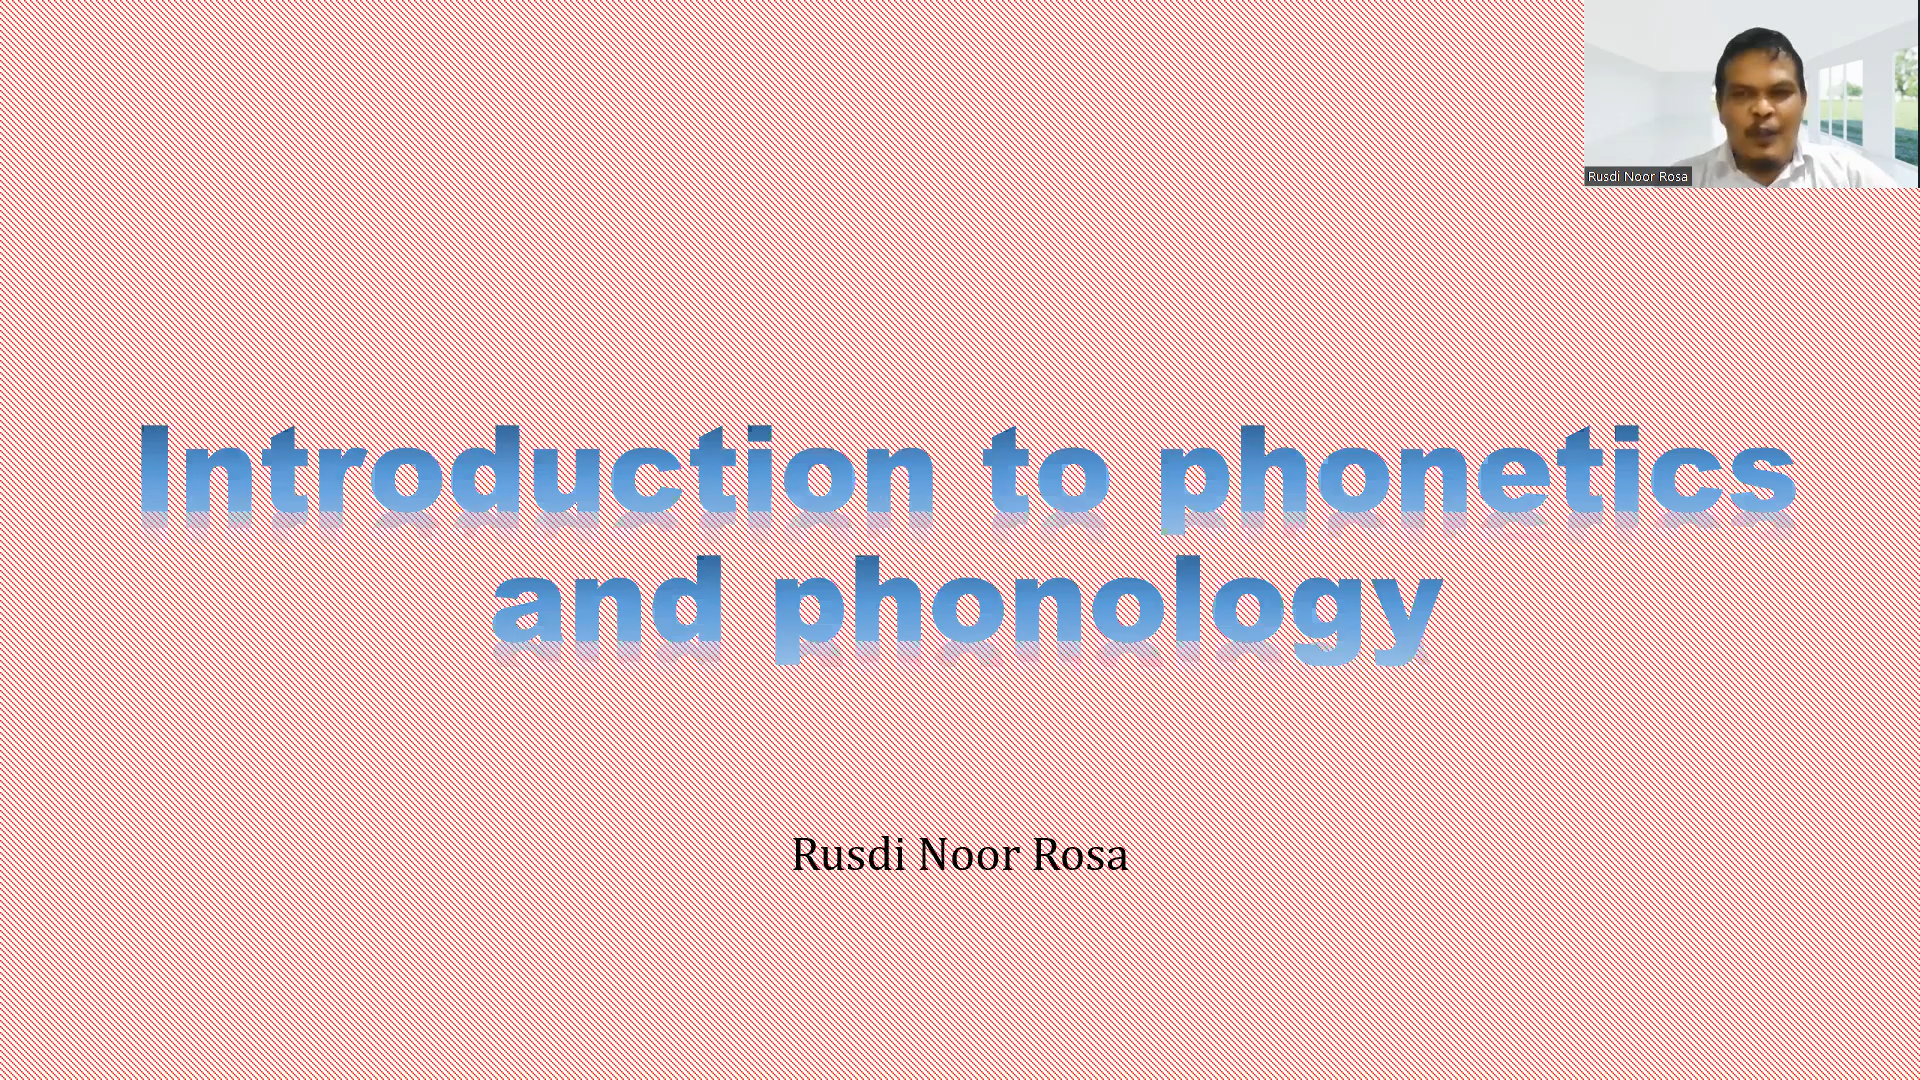 Rusdi Noor Rosa
Introduction to phonetics
and phonology
Rusdi Noor Rosa